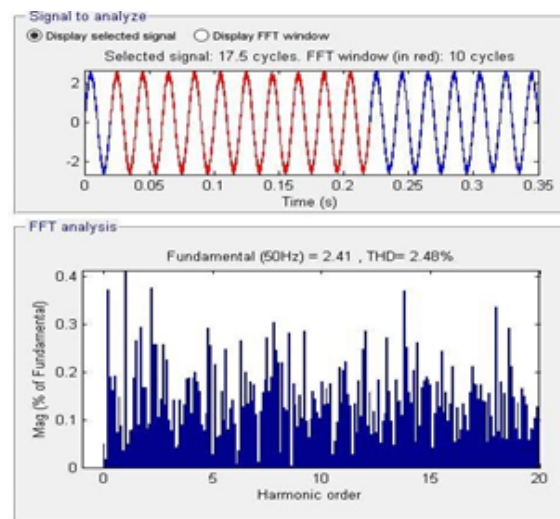 Signal to analyze
Display selected signal Display FFT window
Selected signal: 17.5 cycles. FFT window (in red): 10 cycles
2
0
-2
0 0.05 0.1 0.15 0.2 0.25 0.3 0.35
Time (s)
FFT analysis
Fundamental (50Hz) = 2.41 , THD= 2.48%
Mag (% of Fundamental)
0.4
0.3
0.2
0.1
0
0 5 10 15 20
Harmonic order